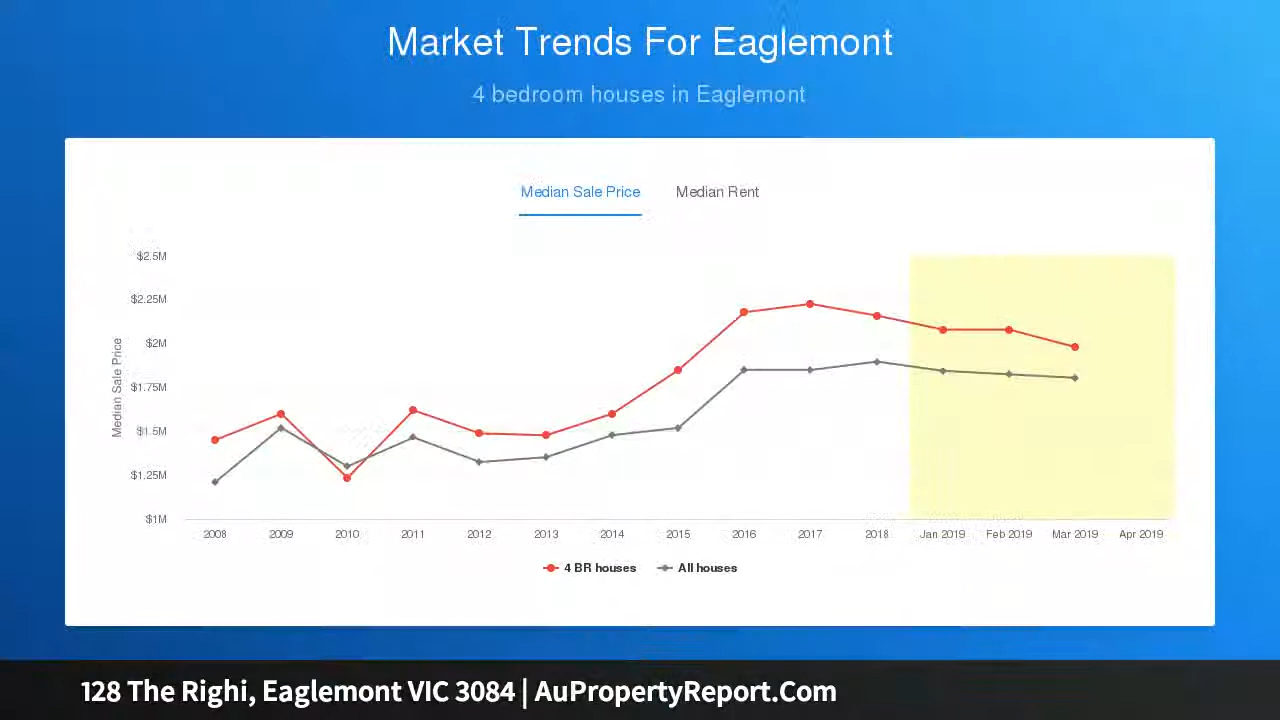 Market Trends For Eaglemont
4 bedroom houses in Eaglemont
Median Sale Price Median Rent
$2.5M
$2.25M
$2M
$1.75M
$1.5M
$1.25M
$1M
Median Sale Price
2008 2009 2010 2011 2012 2013 2014 2015 2016 2017 2018 Jan 2019 Feb 2019 Mar 2019 Apr 2019
4 BR houses All houses
128 The Righi, Eaglemont VIC 3084 | AuPropertyReport.Com